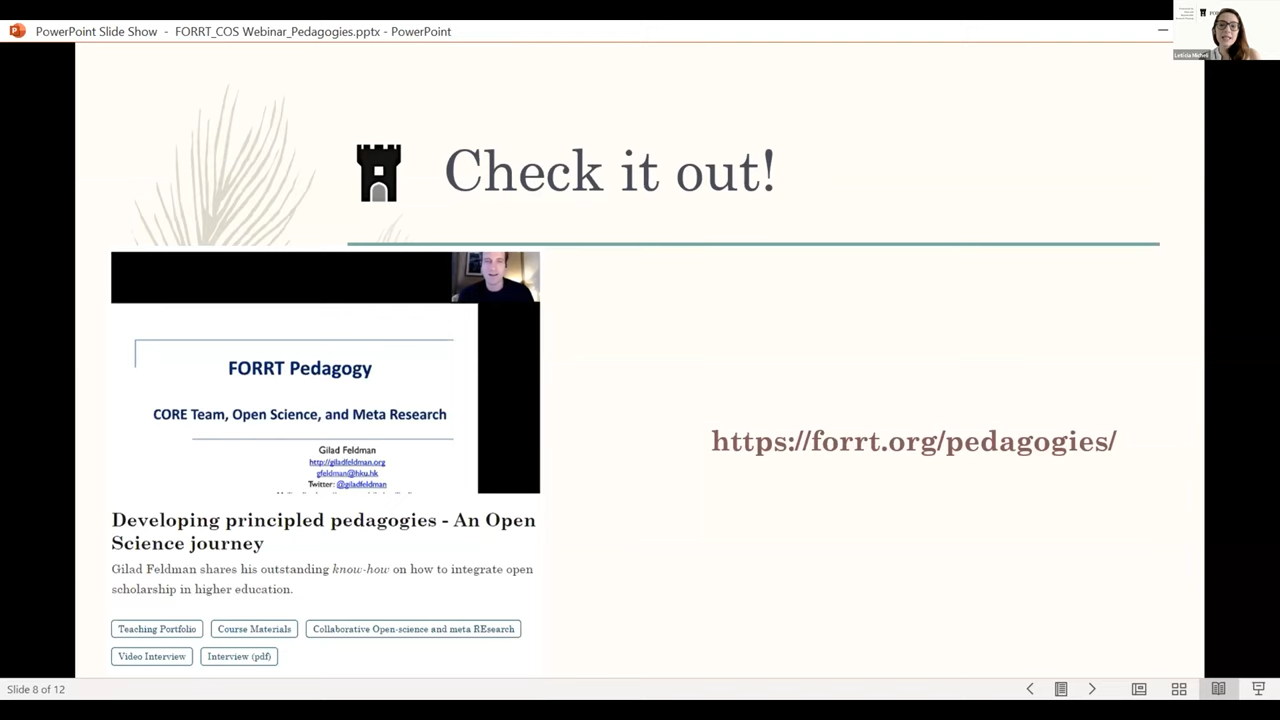 PowerPoint Slide Show - FORRT_COS Webinar_Pedagogies.pptx - PowerPoint
Check it out!
FORRT Pedagogy
CORE Team, Open Science, and Meta Research
Gilad Feldman
http://giladfeldman.org
gfeldman@hku.hk
Twitter: @giladfeldman
https://forrt.org/pedagogies/
Developing principled pedagogies - An Open
Science journey
Gilad Feldman shares his outstanding know-how on how to integrate open
scholarship in higher education.
Teaching Portfolio
Course Materials
Collaborative Open-science and meta REsearch
Video Interview
Interview (pdf)
Slide 8 of 12